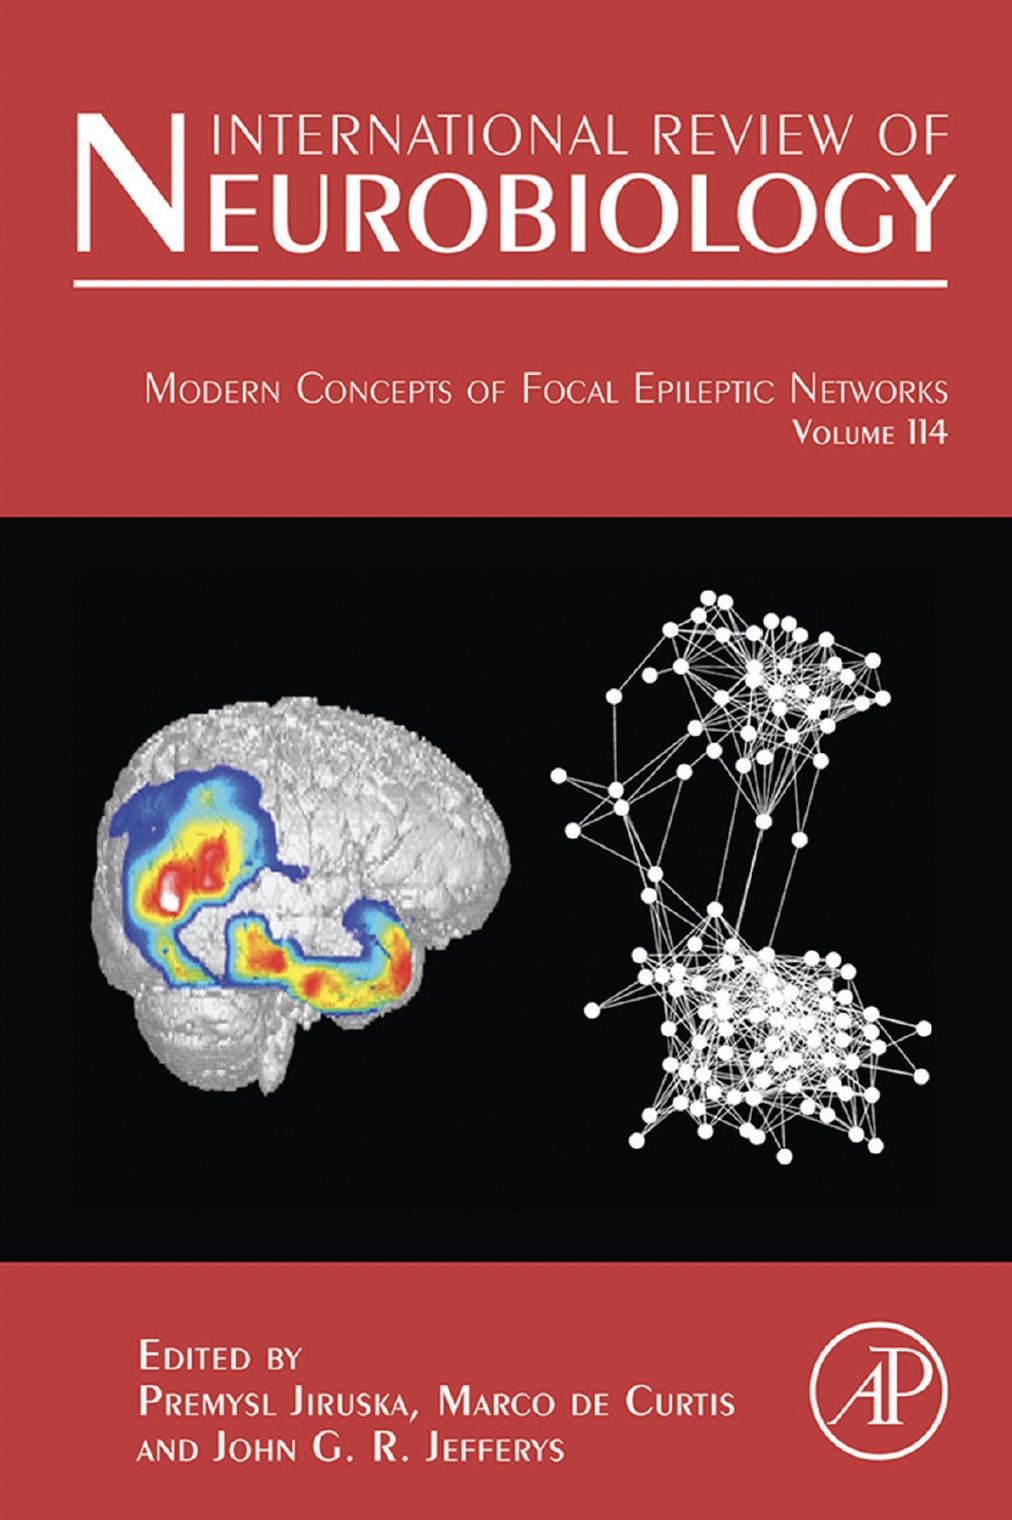 INTERNATIONAL REVIEW OF
NEUROBIOLOGY
MODERN CONCEPTS OF FOCAL EPILEPTIC NETWORKS
VOLUME 114
EDITED BY
PREMYSL JIRUSKA, MARCO DE CURTIS
AND JOHN G. R. JEFFERYS
AP